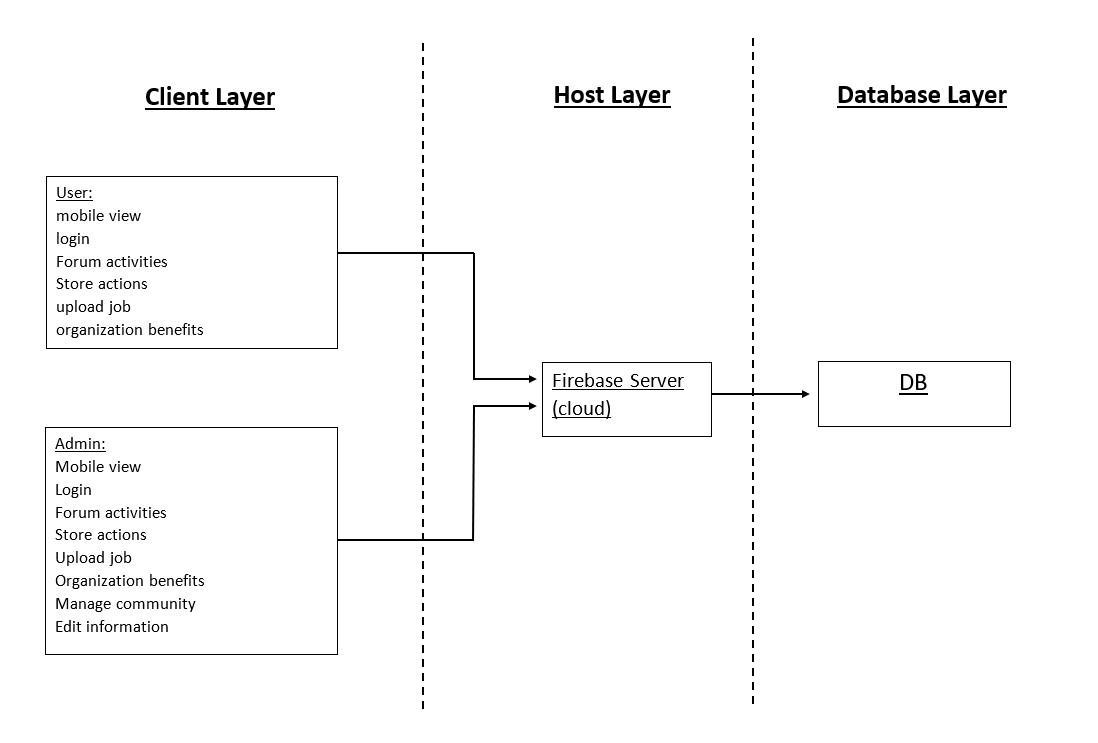 Client Layer
Host Layer
Database Layer
User:
mobile view
login
Forum activities
Store actions
upload job
organization benefits
Firebase Server
(cloud)
DB
Admin:
Mobile view
Login
Forum activities
Store actions
Upload job
Organization benefits
Manage community
Edit information